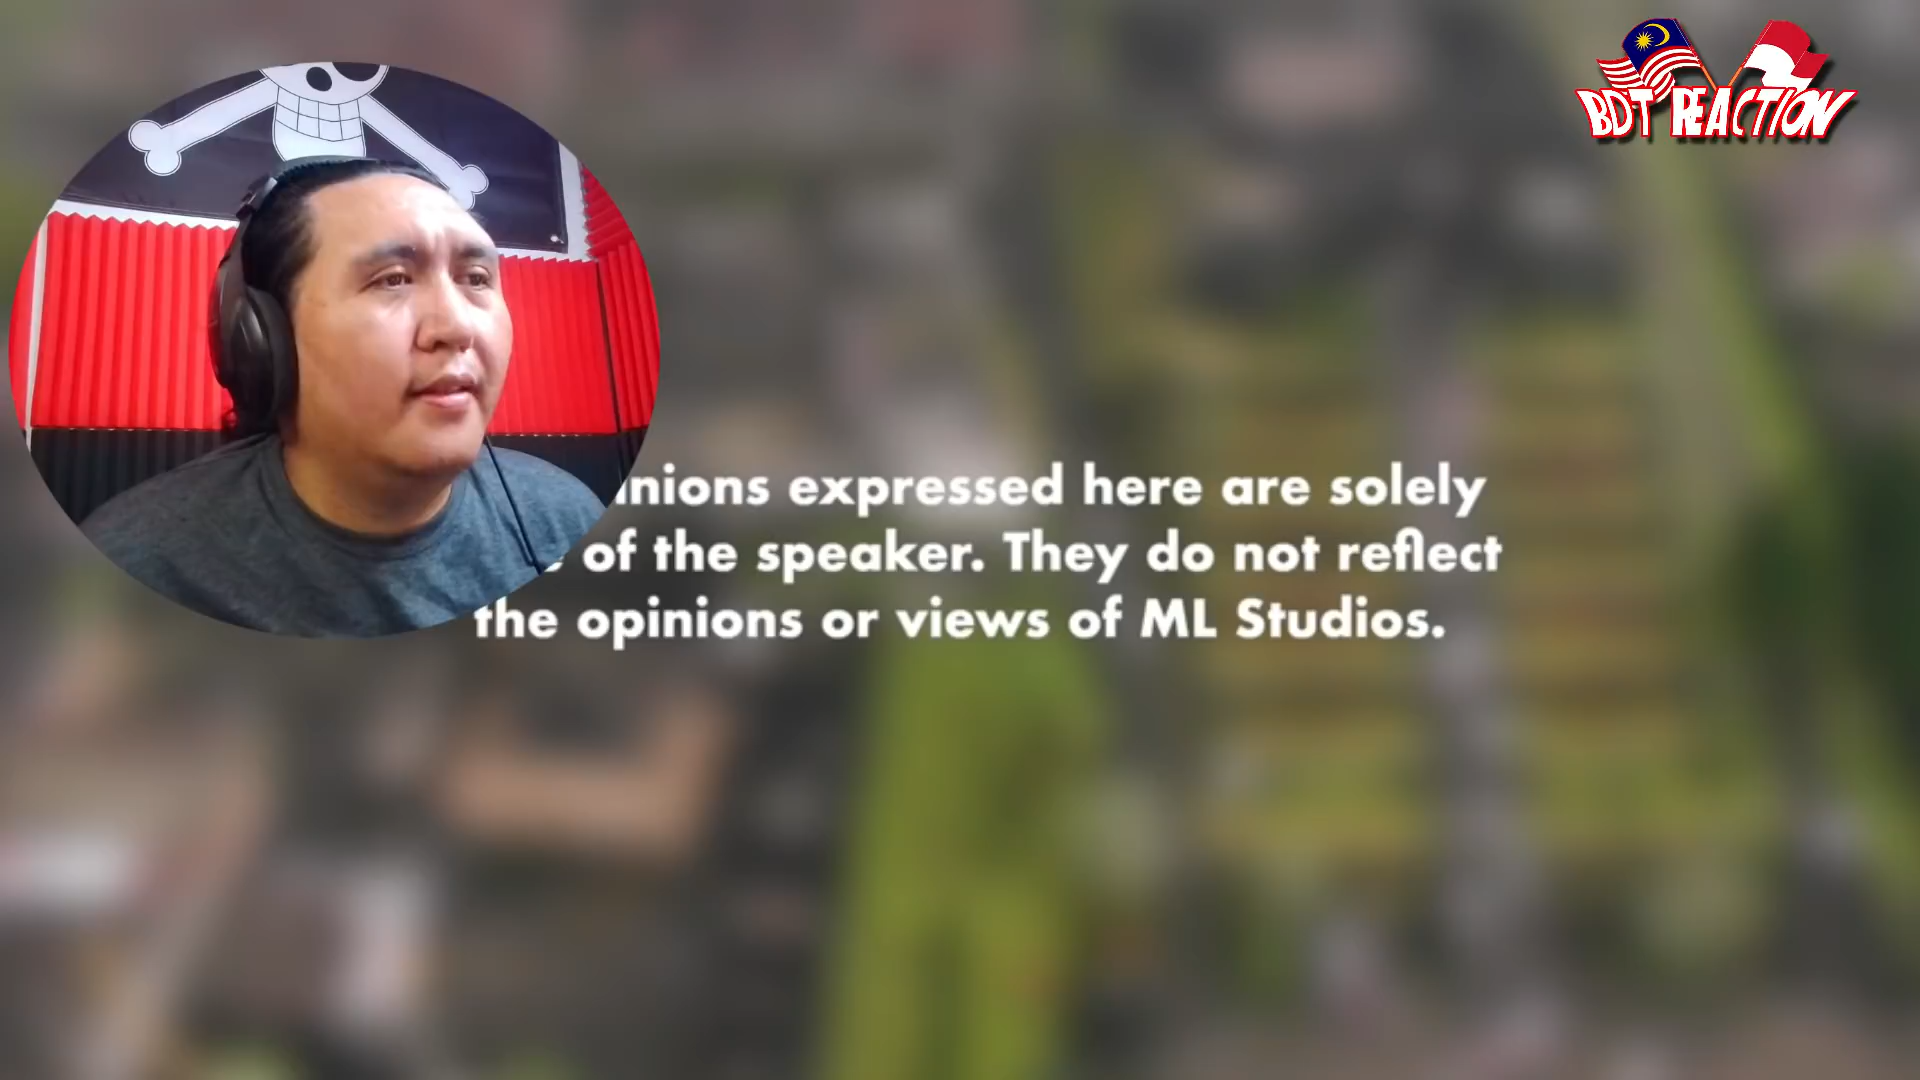 BDT REACTION
inions expressed here are solely
of the speaker. They do not reflect
the opinions or views of ML Studios.